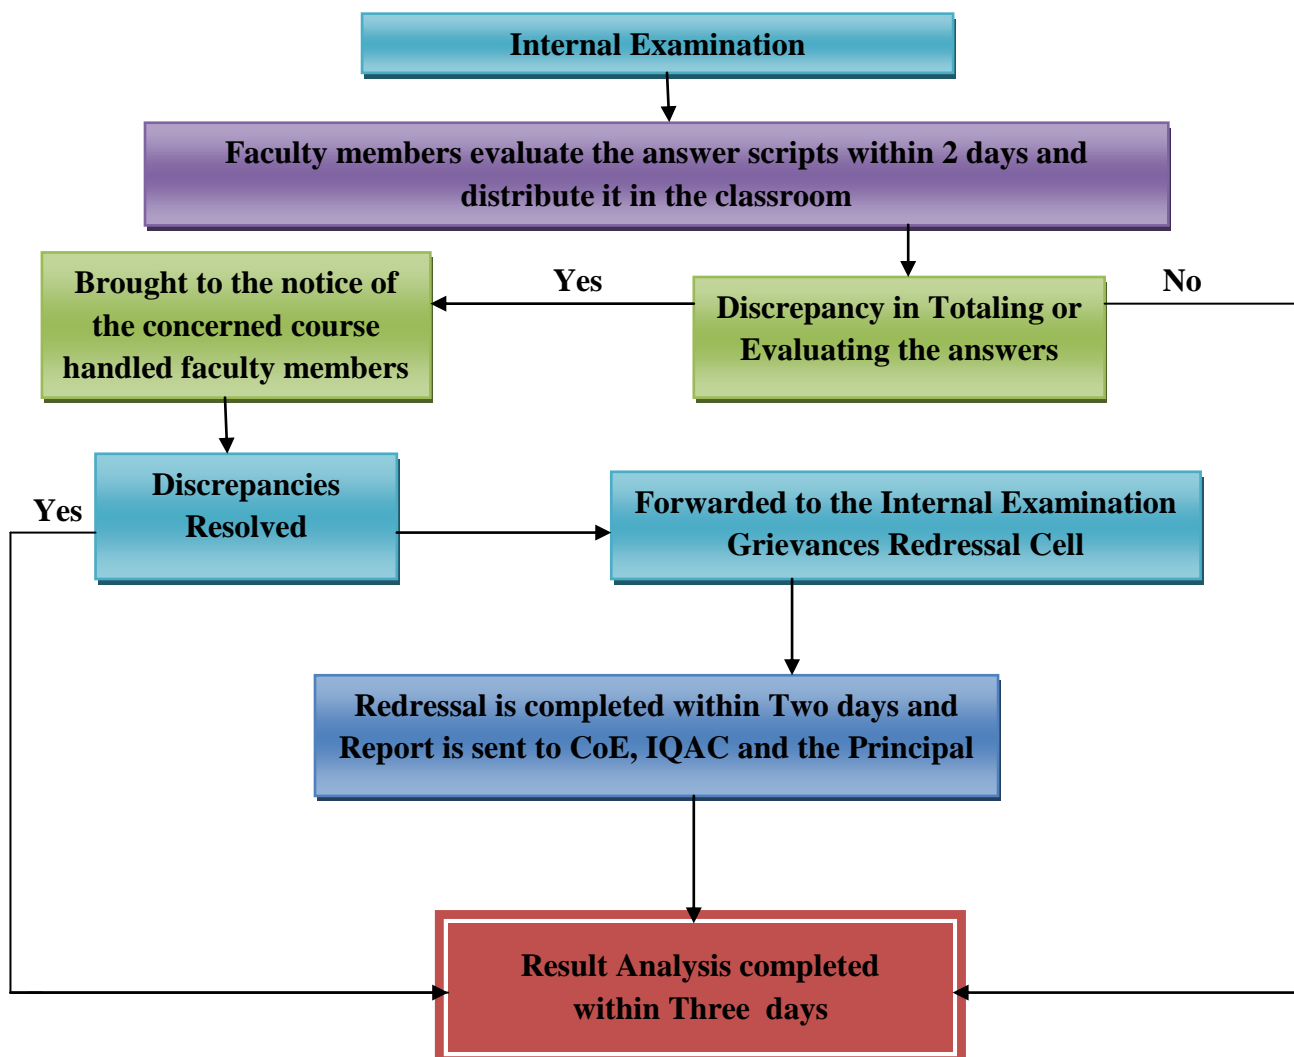 Internal Examination
Faculty members evaluate the answer scripts within 2 days and
distribute it in the classroom
Brought to the notice of
the concerned course
handled faculty members
Yes
Discrepancy in Totaling or
Evaluating the answers
No
Yes
Discrepancies
Resolved
Forwarded to the Internal Examination
Grievances Redressal Cell
Redressal is completed within Two days and
Report is sent to CoE, IQAC and the Principal
Result Analysis completed
within Three days